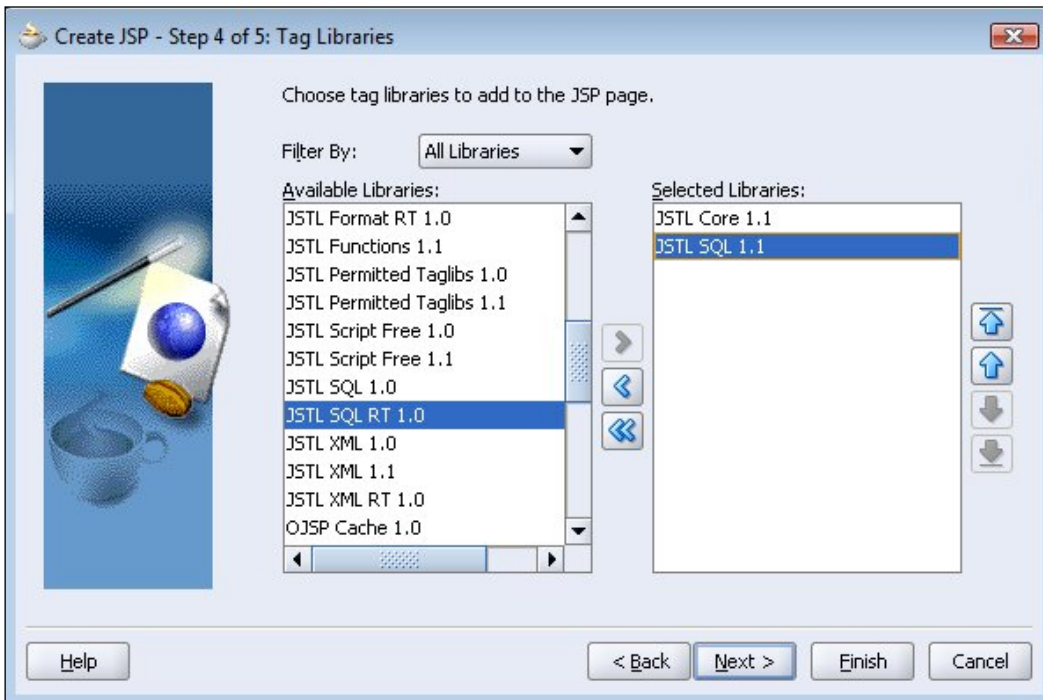 Create JSP - Step 4 of 5: Tag Libraries
Choose tag libraries to add to the JSP page.
Filter By: All Libraries
Available Libraries:
JSTL Format RT 1.0
JSTL Functions 1.1
JSTL Permitted Taglibs 1.0
JSTL Permitted Taglibs 1.1
JSTL Script Free 1.0
JSTL Script Free 1.1
JSTL SQL 1.0
JSTL SQL RT 1.0
JSTL XML 1.0
JSTL XML 1.1
JSTL XML RT 1.0
OJSP Cache 1.0
Selected Libraries:
JSTL Core 1.1
JSTL SQL 1.1
Help
< Back
Next >
Finish
Cancel